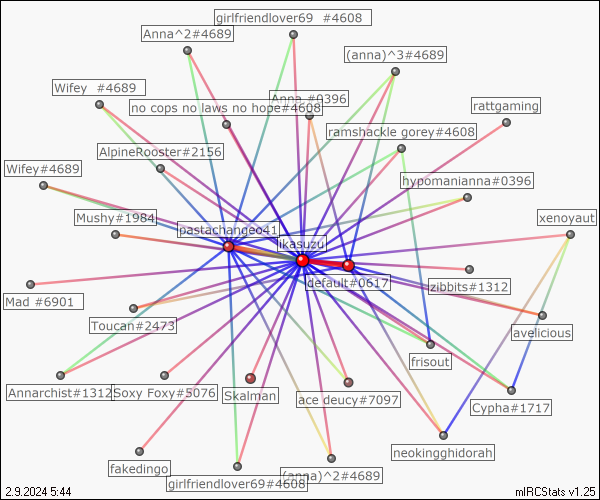 girlfriendlover69 #4608
Anna^2#4689
(anna)^3#4689
Wifey #4689
Anna #0396
no cops no laws no hope#4608
rattgaming
ramshackle gorey#4608
AlpineRooster#2156
Wifey#4689
hypomanianna#0396
Mushy#1984
xenoyaut
pastachangeo41
ikasuzu
default#0617
zibbits#1312
Mad #6901
avelicious
Toucan#2473
frisout
Annarchist#1312
Soxy Foxy#5076
Skalman
ace deucy#7097
Cypha#1717
neokingghidorah
fakedingo
(anna)^2#4689
girlfriendlover69#4608
2.9.2024 5:44
mIRCStats v1.25